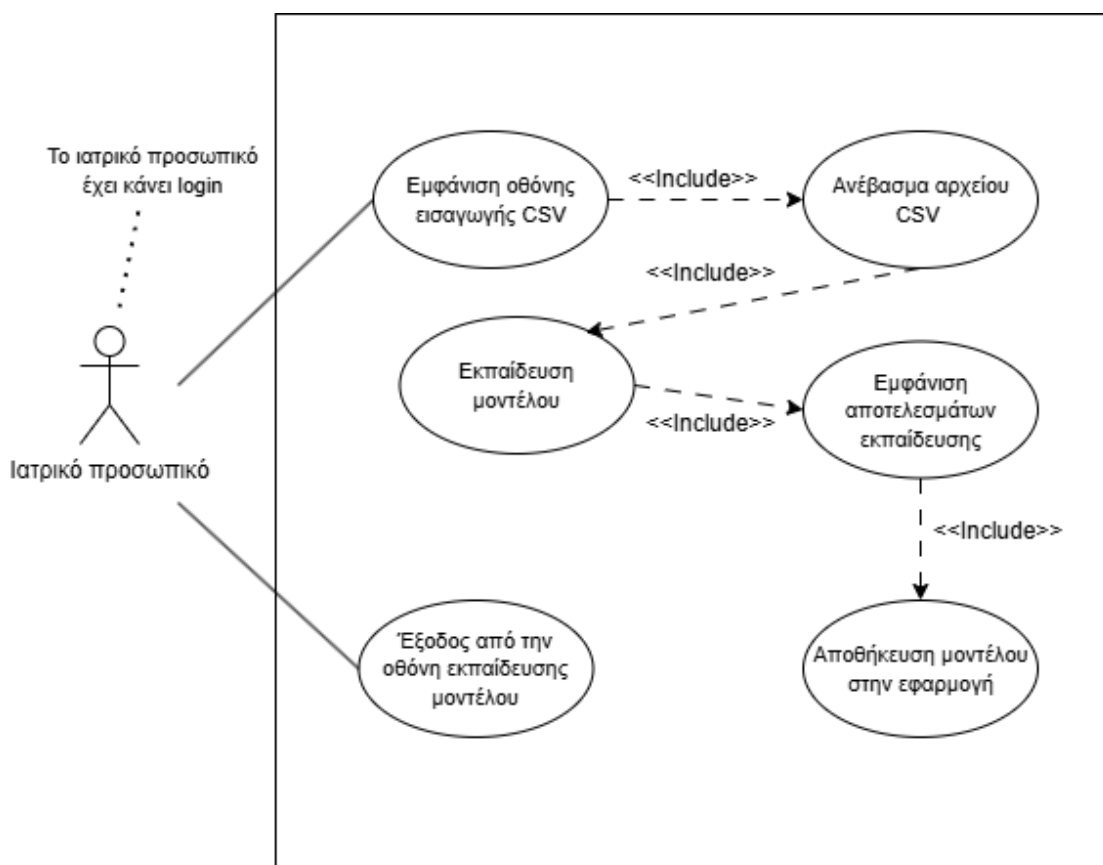 Το ιατρικό προσωπικό
έχει κάνει login
Ιατρικό προσωπικό
Εμφάνιση οθόνης
εισαγωγής CSV
<<Include>>
Ανέβασμα αρχείου
CSV
<<Include>>
Εκπαίδευση
μοντέλου
<<Include>>
Εμφάνιση
αποτελεσμάτων
εκπαίδευσης
<<Include>>
Έξοδος από την
οθόνη εκπαίδευσης
μοντέλου
Αποθήκευση μοντέλου
στην εφαρμογή